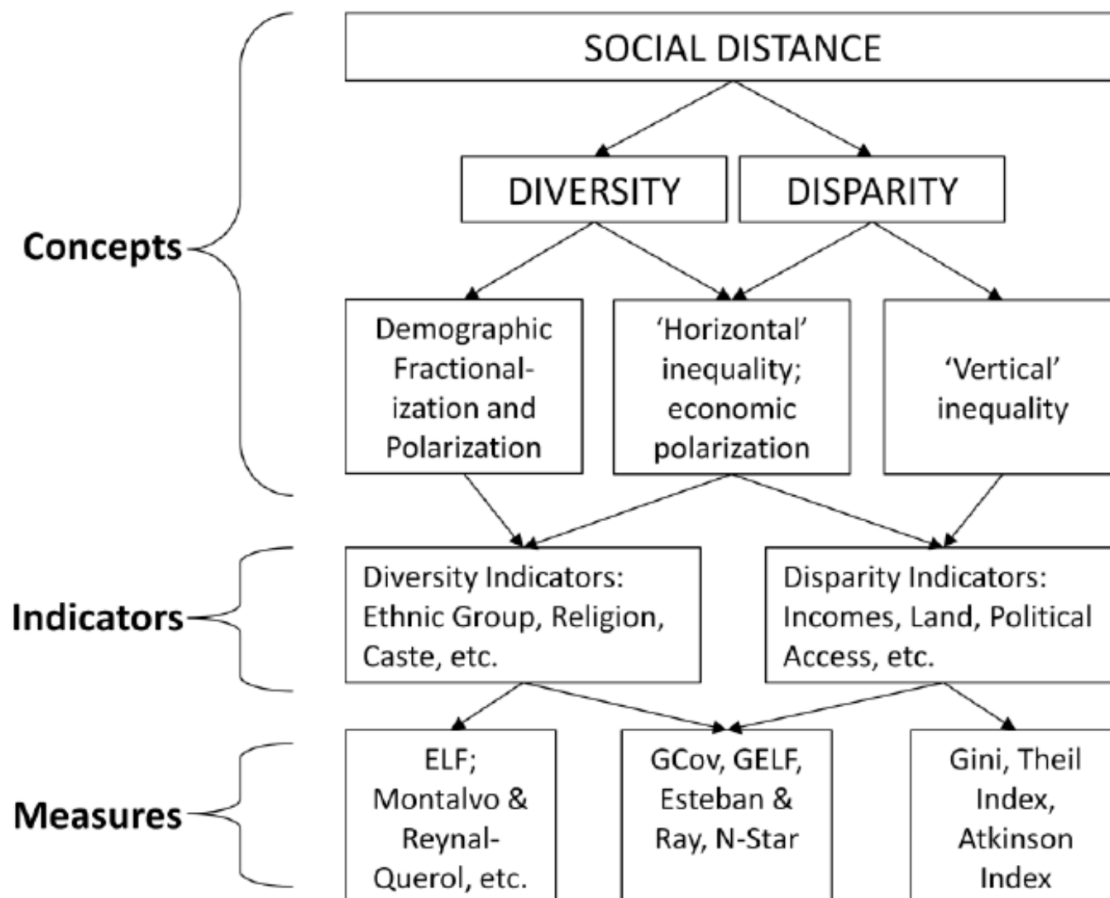 SOCIAL DISTANCE
DIVERSITY
DISPARITY
Concepts
Demographic
Fractional-
ization and
Polarization
‘Horizontal’
inequality;
economic
polarization
‘Vertical’
inequality
Indicators
Diversity Indicators:
Ethnic Group, Religion,
Caste, etc.
Disparity Indicators:
Incomes, Land, Political
Access, etc.
Measures
ELF;
Montalvo &
Reynal-
Querol, etc.
GCov, GELF,
Esteban &
Ray, N-Star
Gini, Theil
Index,
Atkinson
Index